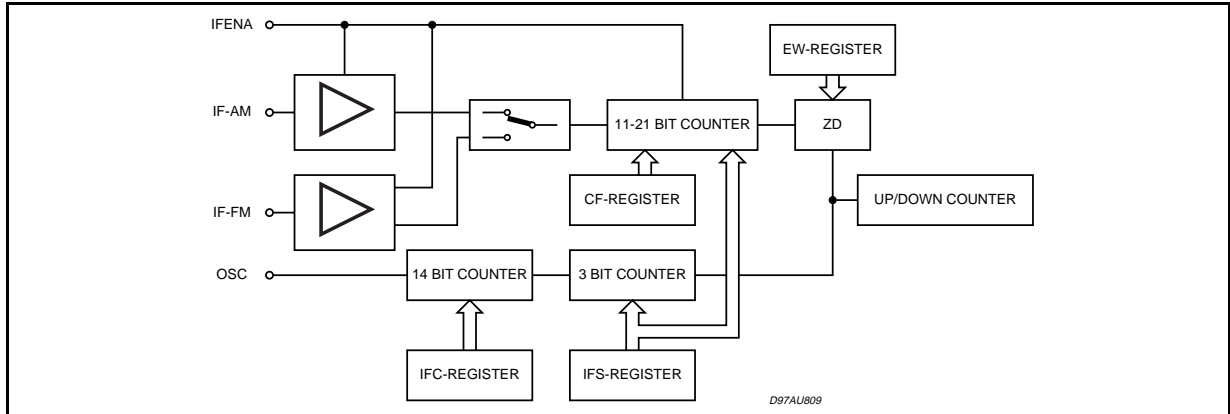 IFENA
EW-REGISTER
IF-AM
11-21 BIT COUNTER
ZD
CF-REGISTER
UP/DOWN COUNTER
IF-FM
OSC
14 BIT COUNTER
3 BIT COUNTER
IFC-REGISTER
IFS-REGISTER
D97AU809